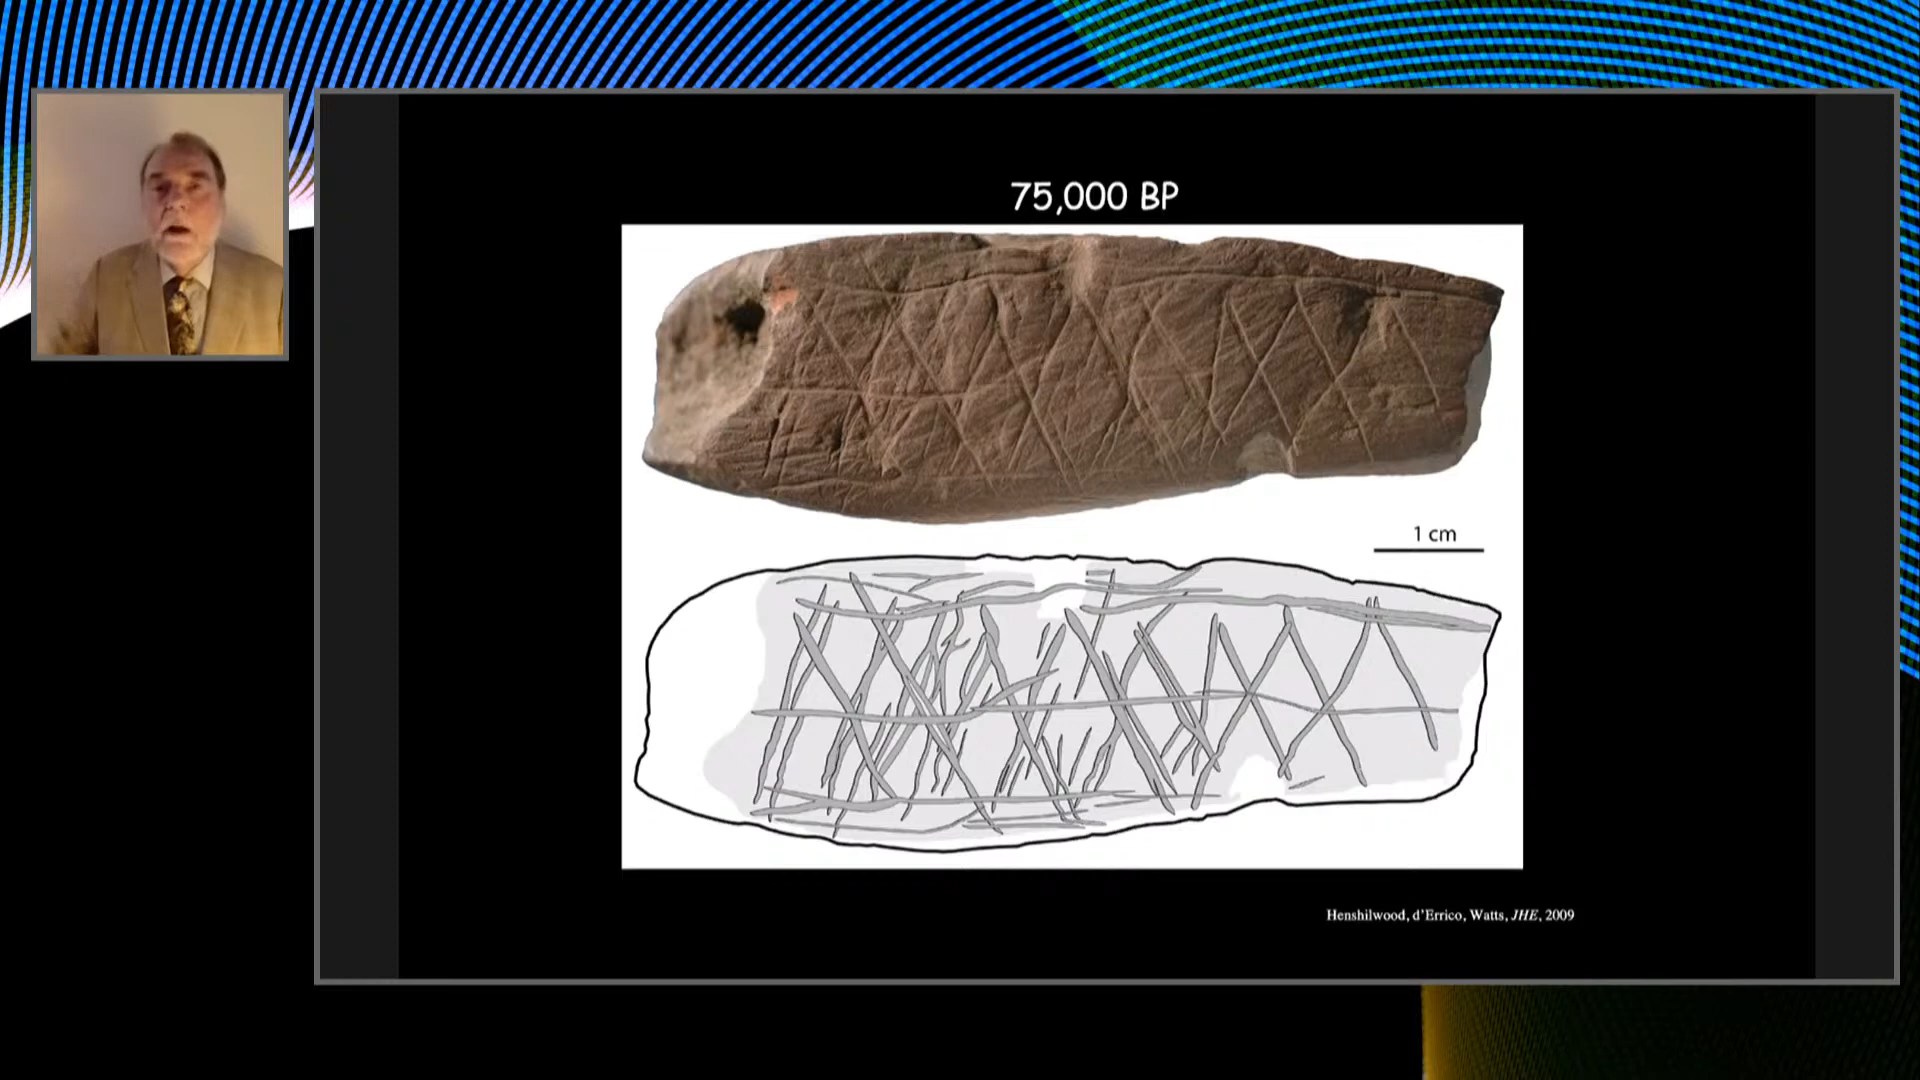 75,000 BP
1 cm
Henshilwood, d'Errico, Watts, JHE, 2009